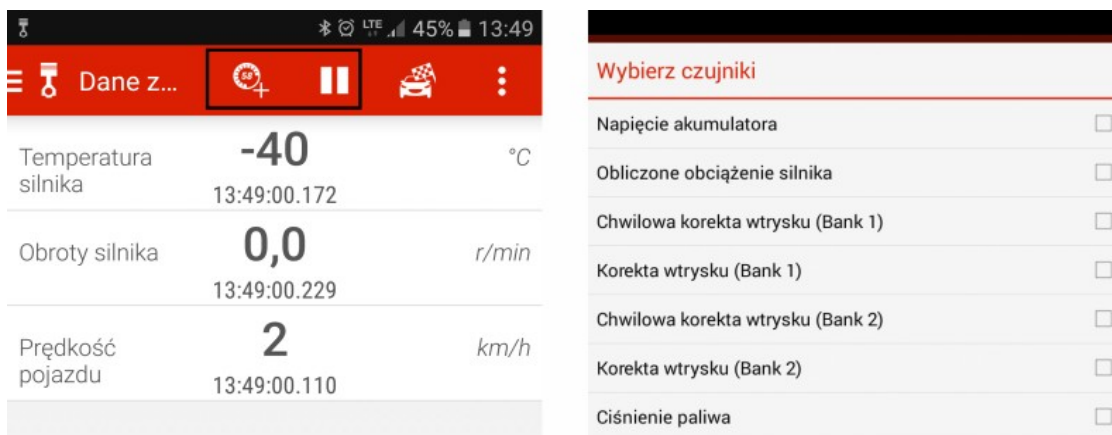 LTE 45% 13:49
Dane z... 58
Temperatura
silnika
-40
°C
13:49:00.172
Obroty silnika
0,0
r/min
13:49:00.229
Prędkość
pojazdu
2
km/h
13:49:00.110
Wybierz czujniki
Napięcie akumulatora
Obliczone obciążenie silnika
Chwilowa korekta wtrysku (Bank 1)
Korekta wtrysku (Bank 1)
Chwilowa korekta wtrysku (Bank 2)
Korekta wtrysku (Bank 2)
Ciśnienie paliwa